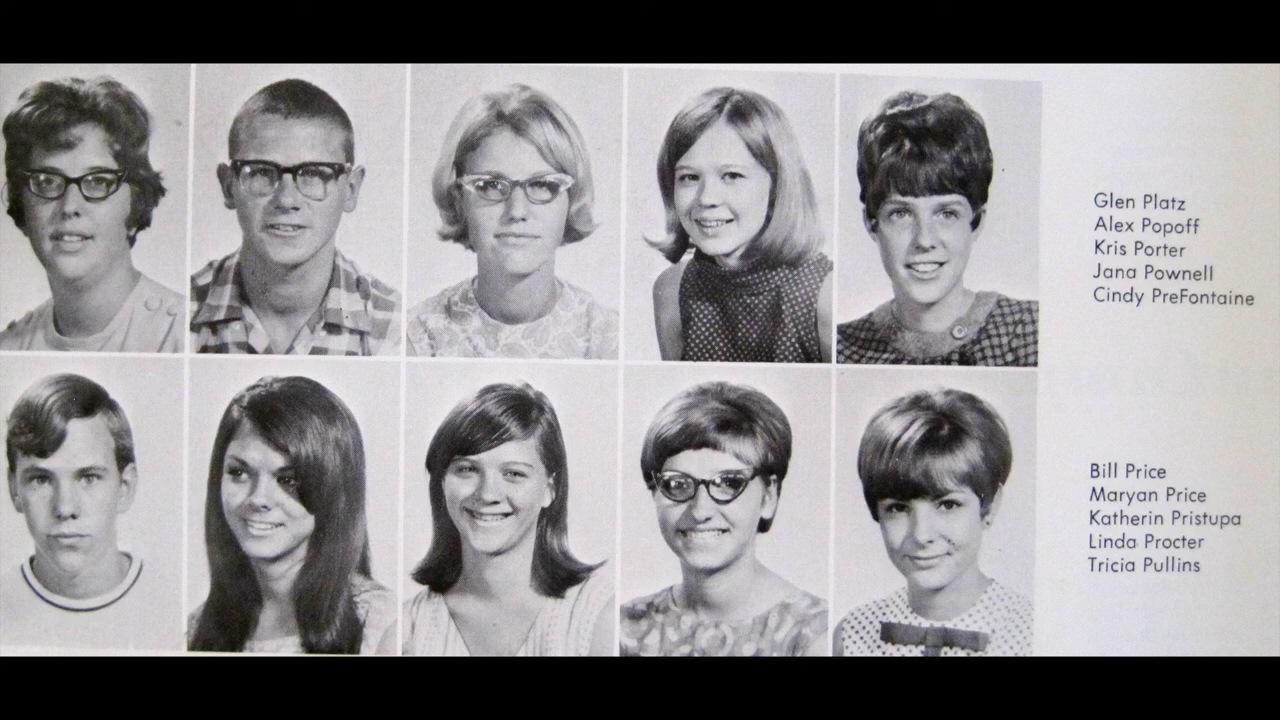 Glen Platz
Alex Popoff
Kris Porter
Jana Pownell
Cindy PreFontaine
Bill Price
Maryan Price
Katherin Pristupa
Linda Procter
Tricia Pullins